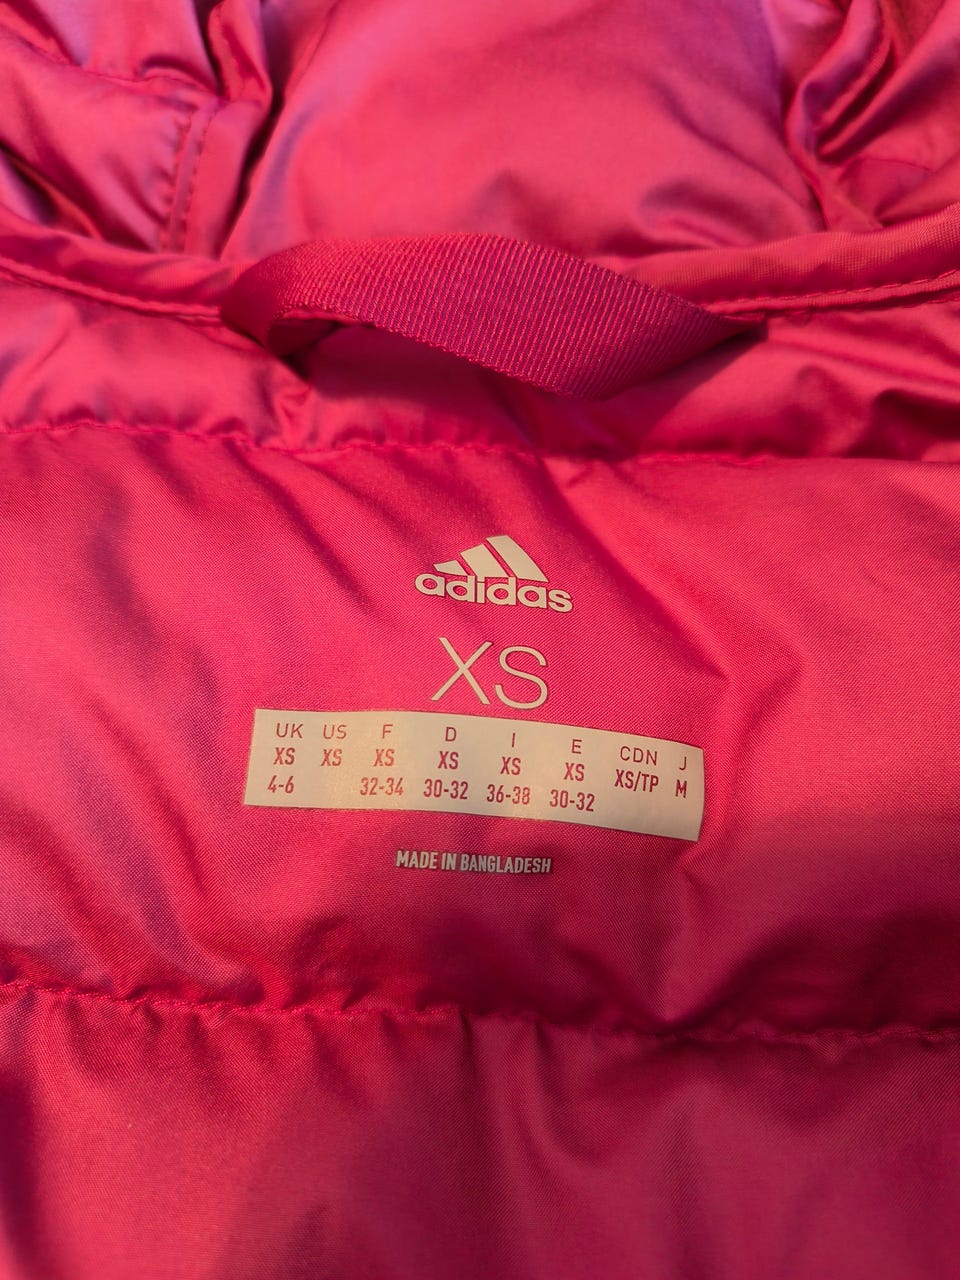 adidas
XS
UK US F D I E CDN J
XS XS XS XS XS XS XS/TP M
4-6 32-34 30-32 36-38 30-32
MADE IN BANGLADESH